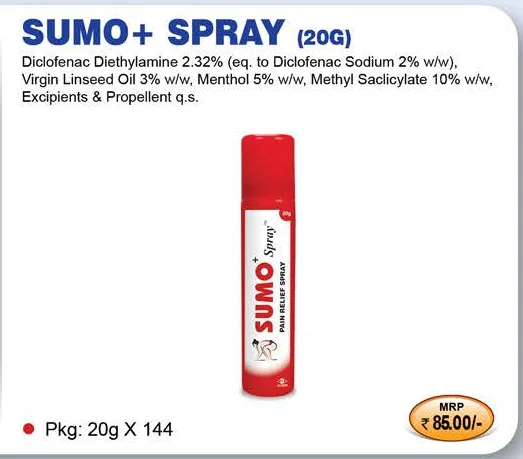 SUMO+ SPRAY (20G)
Diclofenac Diethylamine 2.32% (eq. to Diclofenac Sodium 2% w/w),
Virgin Linseed Oil 3% w/w, Menthol 5% w/w, Methyl Saclicylate 10% w/w,
Excipients & Propellent q.s.
20g
SUMO+ Spray
PAIN RELIEF SPRAY
Pkg: 20g X 144
MRP
₹ 85.00/-